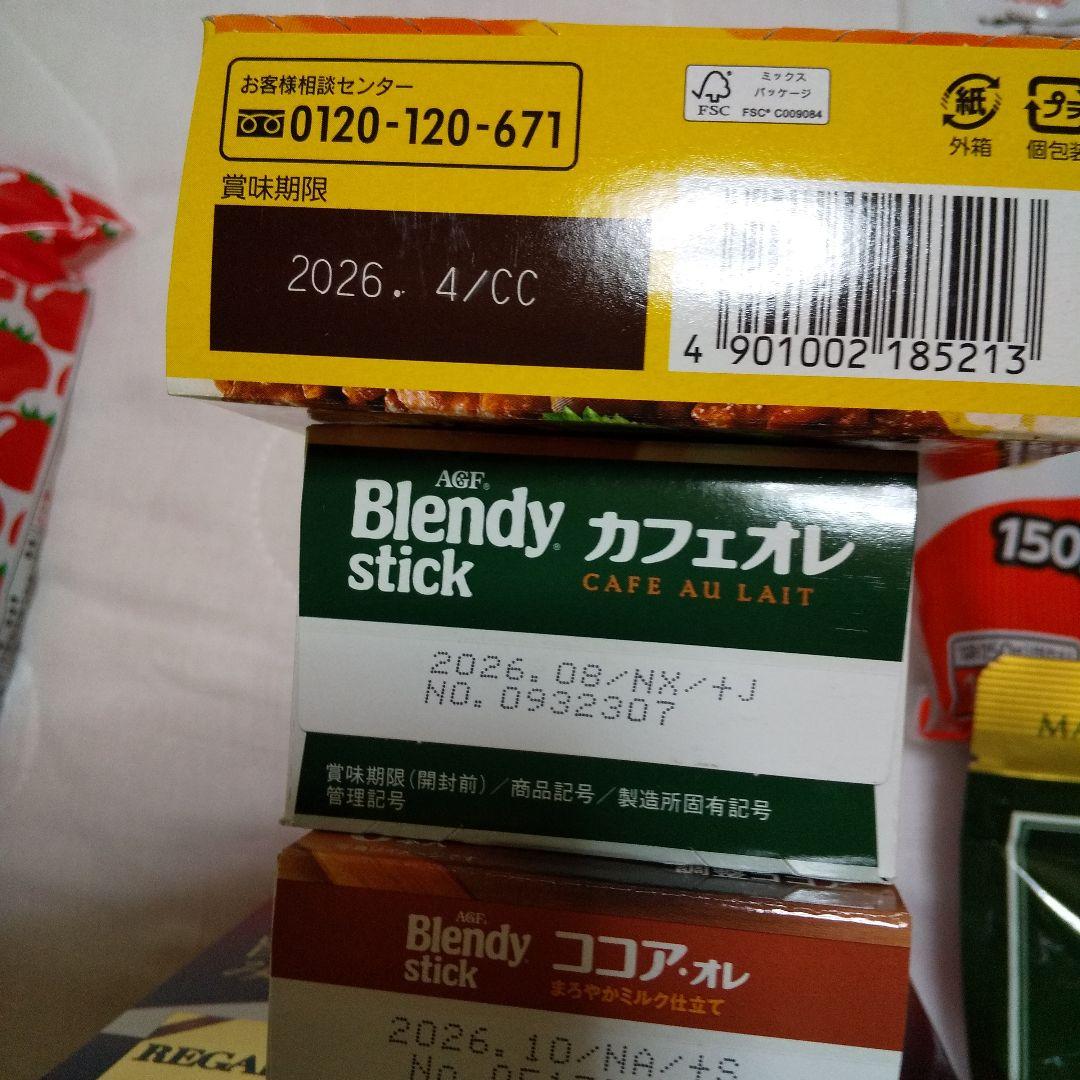 お客様相談センター
0120-120-671
ミックス
パッケージ
FSC
FSC® C009084
紙
外箱
プラ
個包装
賞味期限
2026. 4/CC
4 901002 185213
AGF®
Blendy®
stick
カフェオレ
CAFE AU LAIT
2026.08/NX/+J
NO.0932307
賞味期限(開封前)/商品記号/製造所固有記号
管理記号
150
AGF®
Blendy®
stick
ココア・オレ
まろやかミルク仕立て
2026.10/NA/+S